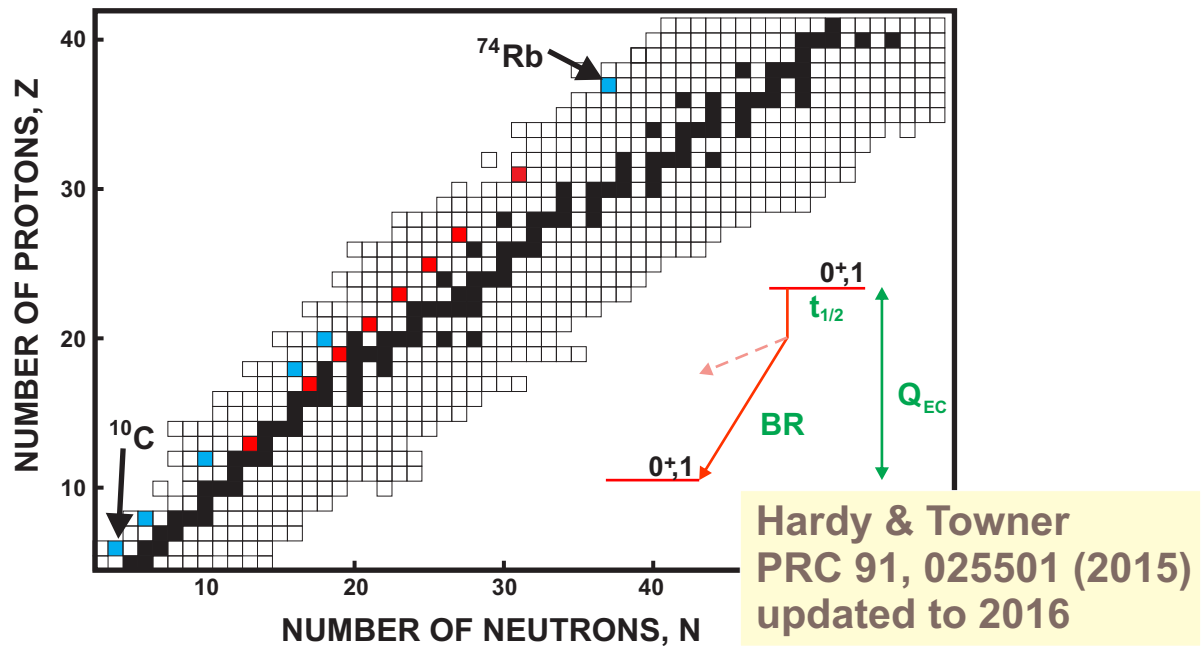 NUMBER OF PROTONS, Z
40
30
20
10
⁷⁴Rb
¹⁰C
0⁺,1
t₁/₂
BR
Q_EC
0⁺,1
10
20
30
40
NUMBER OF NEUTRONS, N
Hardy & Towner
PRC 91, 025501 (2015)
updated to 2016